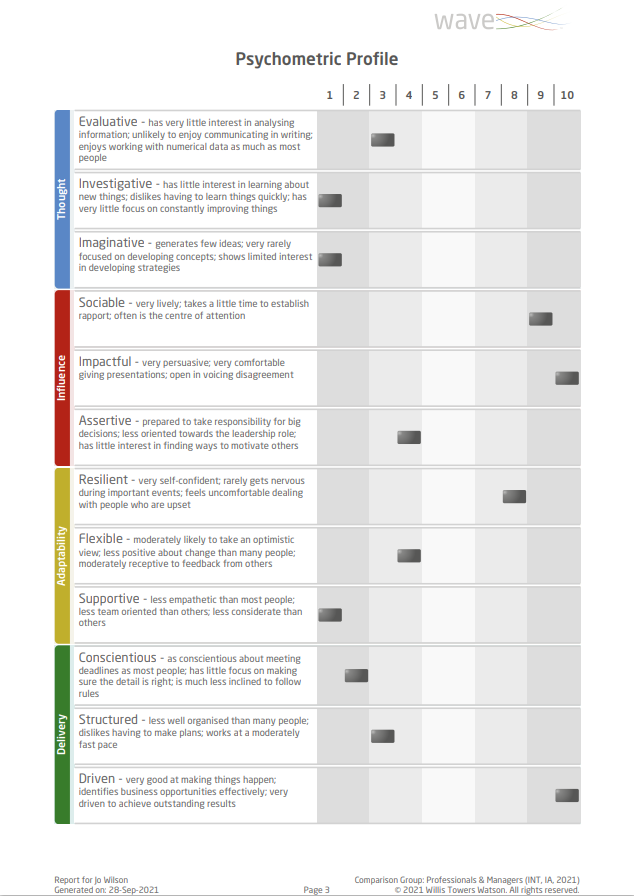 wave
Psychometric Profile
1 2 3 4 5 6 7 8 9 10
Thought
Evaluative - has very little interest in analysing
information; unlikely to enjoy communicating in writing;
enjoys working with numerical data as much as most
people
Investigative - has little interest in learning about
new things; dislikes having to learn things quickly; has
very little focus on constantly improving things
Imaginative - generates few ideas; very rarely
focused on developing concepts; shows limited interest
in developing strategies
Influence
Sociable - very lively; takes a little time to establish
rapport; often is the centre of attention
Impactful - very persuasive; very comfortable
giving presentations; open in voicing disagreement
Assertive - prepared to take responsibility for big
decisions; less oriented towards the leadership role;
has little interest in finding ways to motivate others
Adaptability
Resilient - very self-confident; rarely gets nervous
during important events; feels uncomfortable dealing
with people who are upset
Flexible - moderately likely to take an optimistic
view; less positive about change than many people;
moderately receptive to feedback from others
Supportive - less empathetic than most people;
less team oriented than others; less considerate than
others
Delivery
Conscientious - as conscientious about meeting
deadlines as most people; has little focus on making
sure the detail is right; is much less inclined to follow
rules
Structured - less well organised than many people;
dislikes having to make plans; works at a moderately
fast pace
Driven - very good at making things happen;
identifies business opportunities effectively; very
driven to achieve outstanding results
Report for Jo Wilson Comparison Group: Professionals & Managers (INT, IA, 2021)
Generated on: 28-Sep-2021 Page 3 © 2021 Willis Towers Watson. All rights reserved.